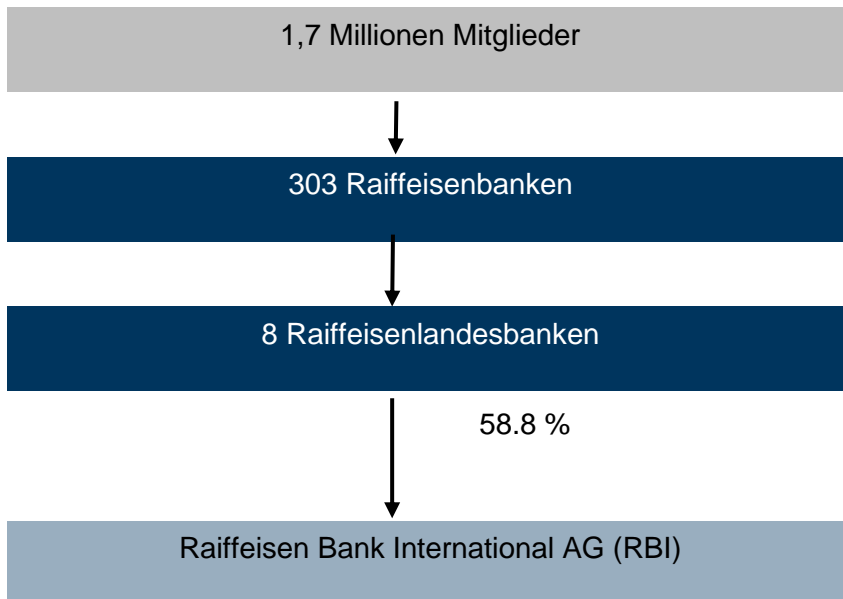 1,7 Millionen Mitglieder
303 Raiffeisenbanken
8 Raiffeisenlandesbanken
58.8 %
Raiffeisen Bank International AG (RBI)